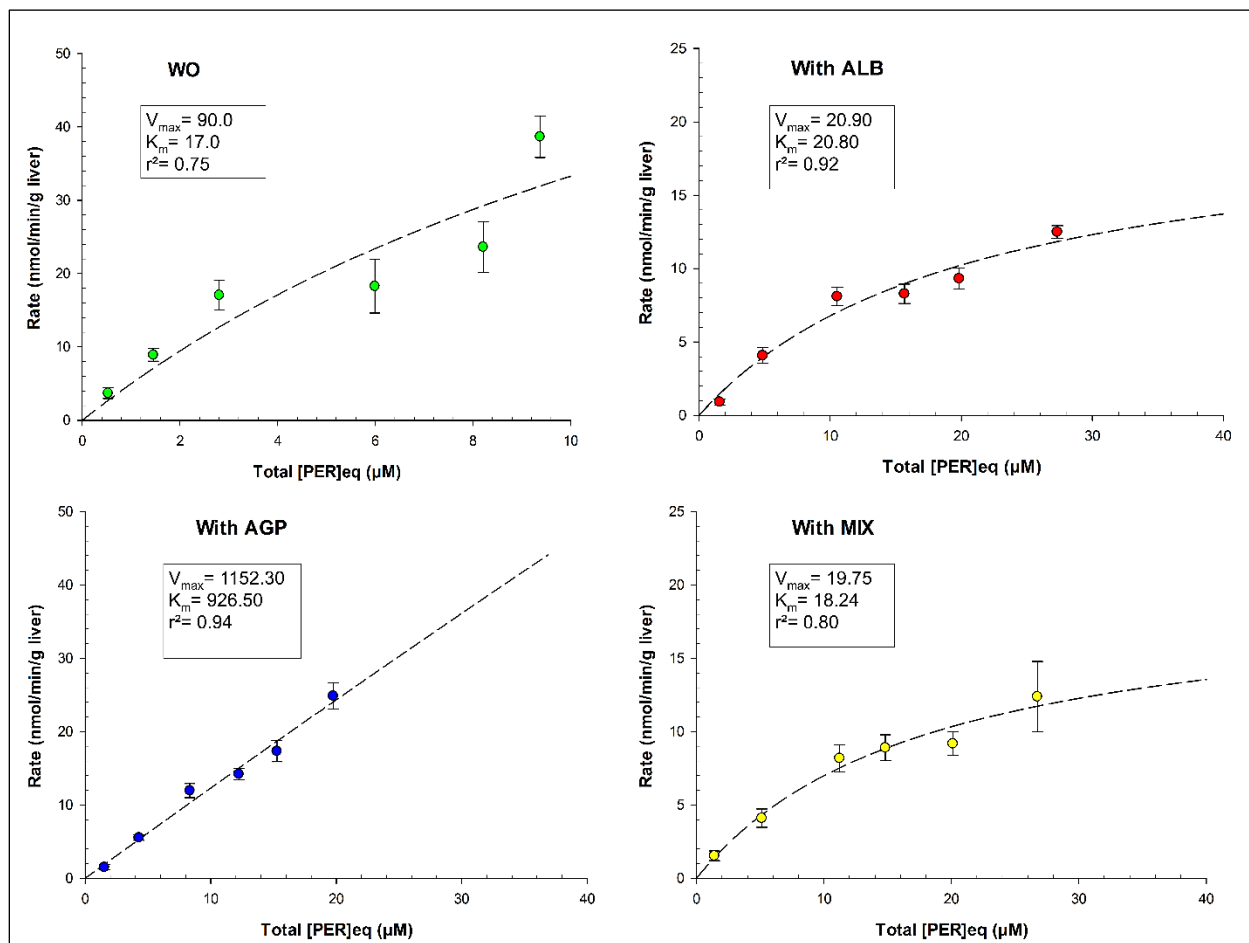 WO
Vmax = 90.0
Km = 17.0
r²= 0.75
Rate (nmol/min/g liver)
50
40
30
20
10
0
0 2 4 6 8 10
Total [PER]eq (µM)
With ALB
Vmax = 20.90
Km = 20.80
r²= 0.92
Rate (nmol/min/g liver)
25
20
15
10
5
0
0 10 20 30 40
Total [PER]eq (µM)
With AGP
Vmax= 1152.30
Km= 926.50
r²= 0.94
Rate (nmol/min/g liver)
50
40
30
20
10
0
0 10 20 30 40
Total [PER]eq (µM)
With MIX
Vmax= 19.75
Km= 18.24
r²= 0.80
Rate (nmol/min/g liver)
25
20
15
10
5
0
0 10 20 30 40
Total [PER]eq (µM)